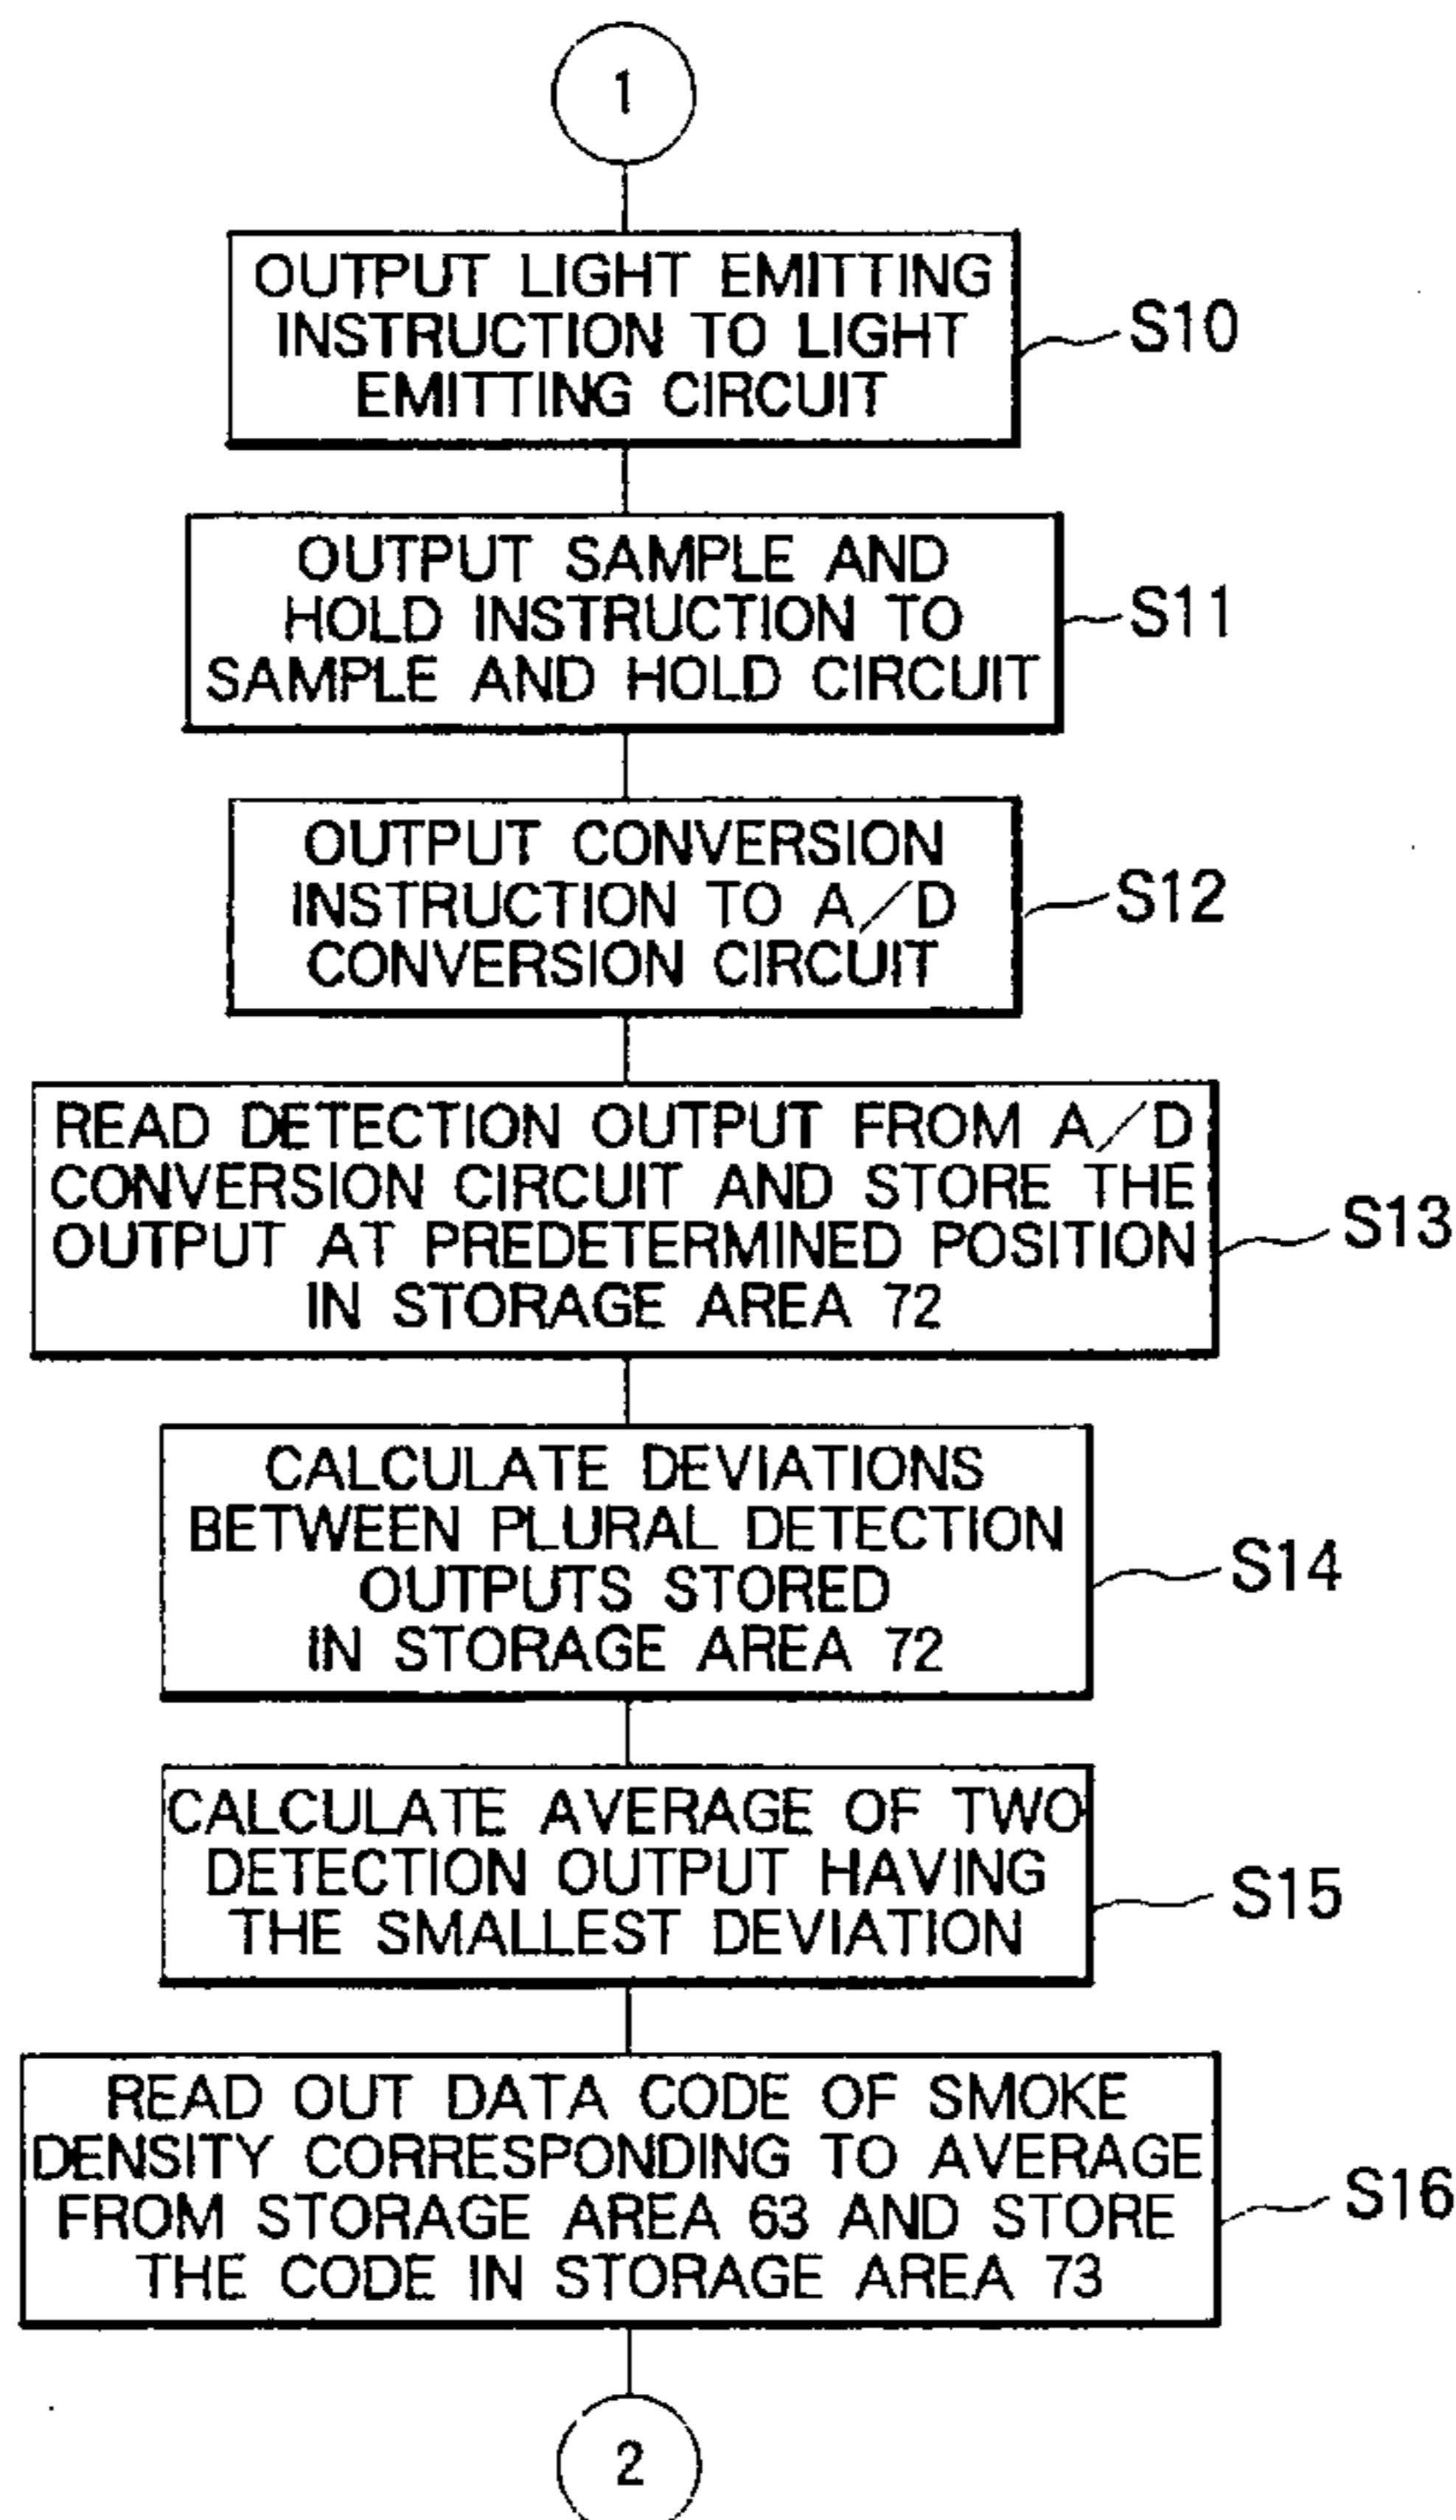 1
OUTPUT LIGHT EMITTING
INSTRUCTION TO LIGHT
EMITTING CIRCUIT
S10
OUTPUT SAMPLE AND
HOLD INSTRUCTION TO
SAMPLE AND HOLD CIRCUIT
S11
OUTPUT CONVERSION
INSTRUCTION TO A/D
CONVERSION CIRCUIT
S12
READ DETECTION OUTPUT FROM A/D
CONVERSION CIRCUIT AND STORE THE
OUTPUT AT PREDETERMINED POSITION
IN STORAGE AREA 72
S13
CALCULATE DEVIATIONS
BETWEEN PLURAL DETECTION
OUTPUTS STORED
IN STORAGE AREA 72
S14
CALCULATE AVERAGE OF TWO
DETECTION OUTPUT HAVING
THE SMALLEST DEVIATION
S15
READ OUT DATA CODE OF SMOKE
DENSITY CORRESPONDING TO AVERAGE
FROM STORAGE AREA 63 AND STORE
THE CODE IN STORAGE AREA 73
S16
2